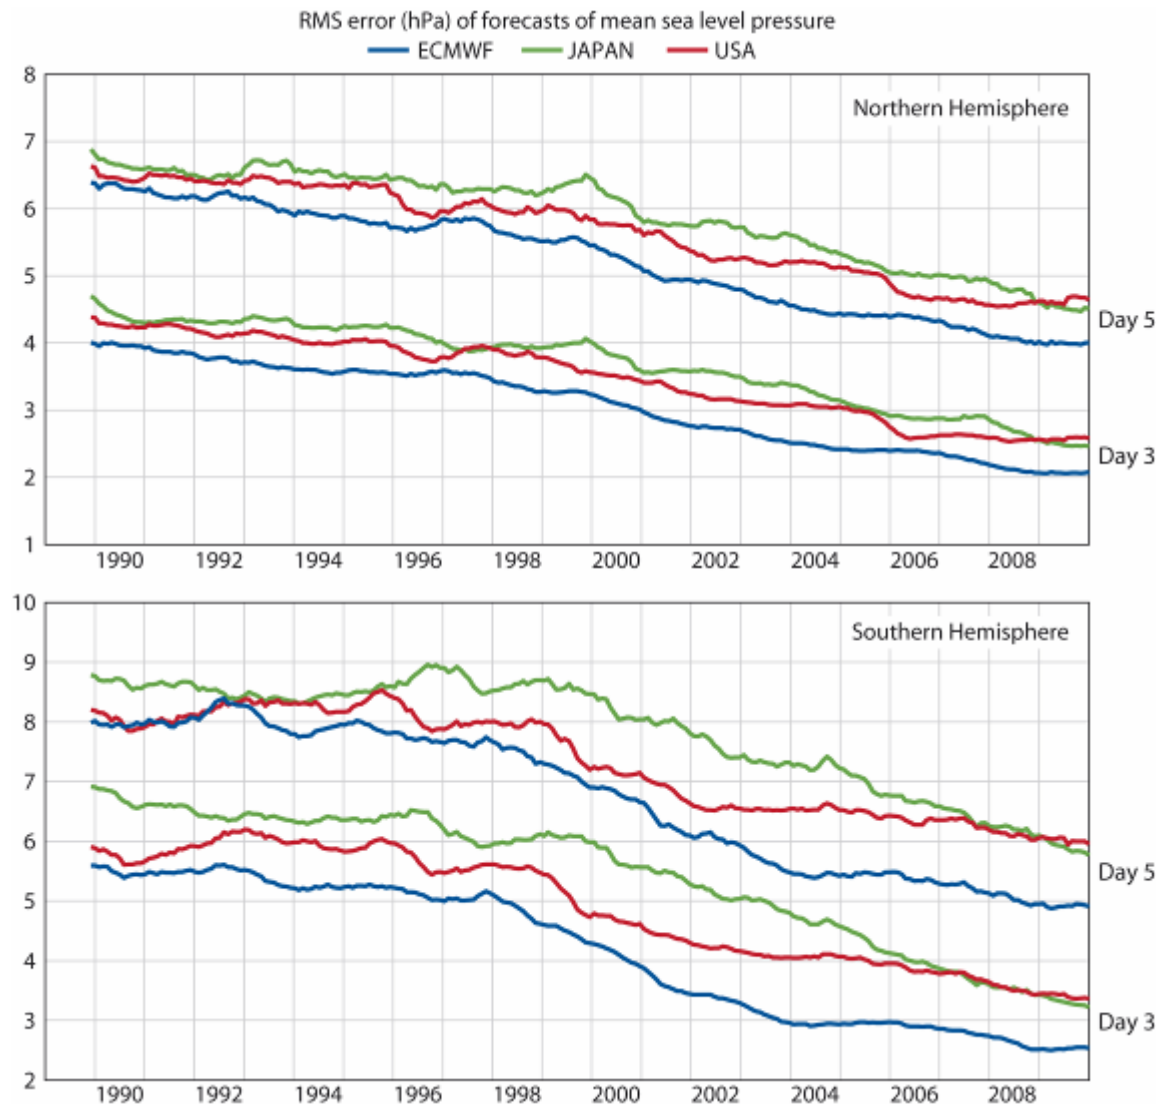 RMS error (hPa) of forecasts of mean sea level pressure
ECMWF JAPAN USA
8
Northern Hemisphere
7
6
5
Day 5
4
3
Day 3
2
1
1990 1992 1994 1996 1998 2000 2002 2004 2006 2008
10
Southern Hemisphere
9
8
7
6
Day 5
5
4
3
Day 3
2
1990 1992 1994 1996 1998 2000 2002 2004 2006 2008